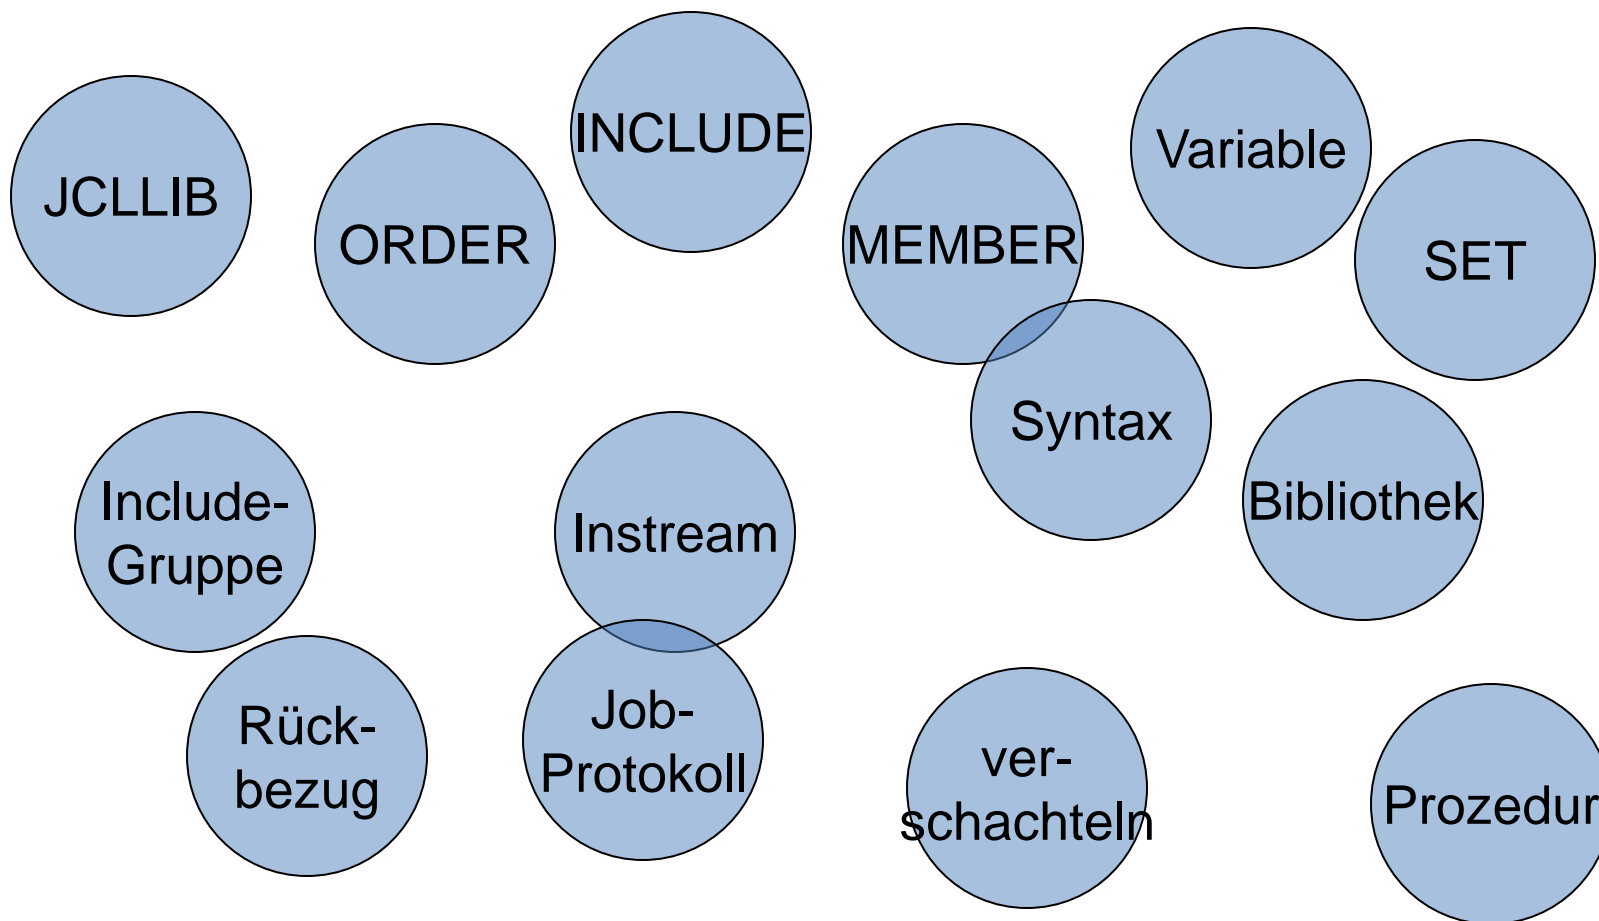 INCLUDE
Variable
JCLLIB
ORDER
MEMBER
SET
Syntax
Include-
Gruppe
Instream
Bibliothek
Rück-
bezug
Job-
Protokoll
ver-
schachteln
Prozedur